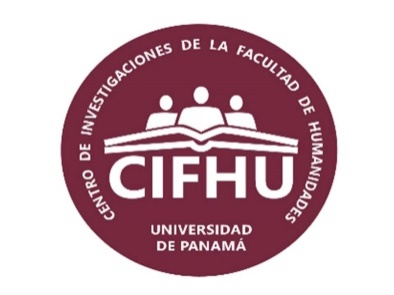 CENTRO DE INVESTIGACIONES DE LA FACULTAD DE HUMANIDADES
CIFHU
UNIVERSIDAD
DE PANAMÁ